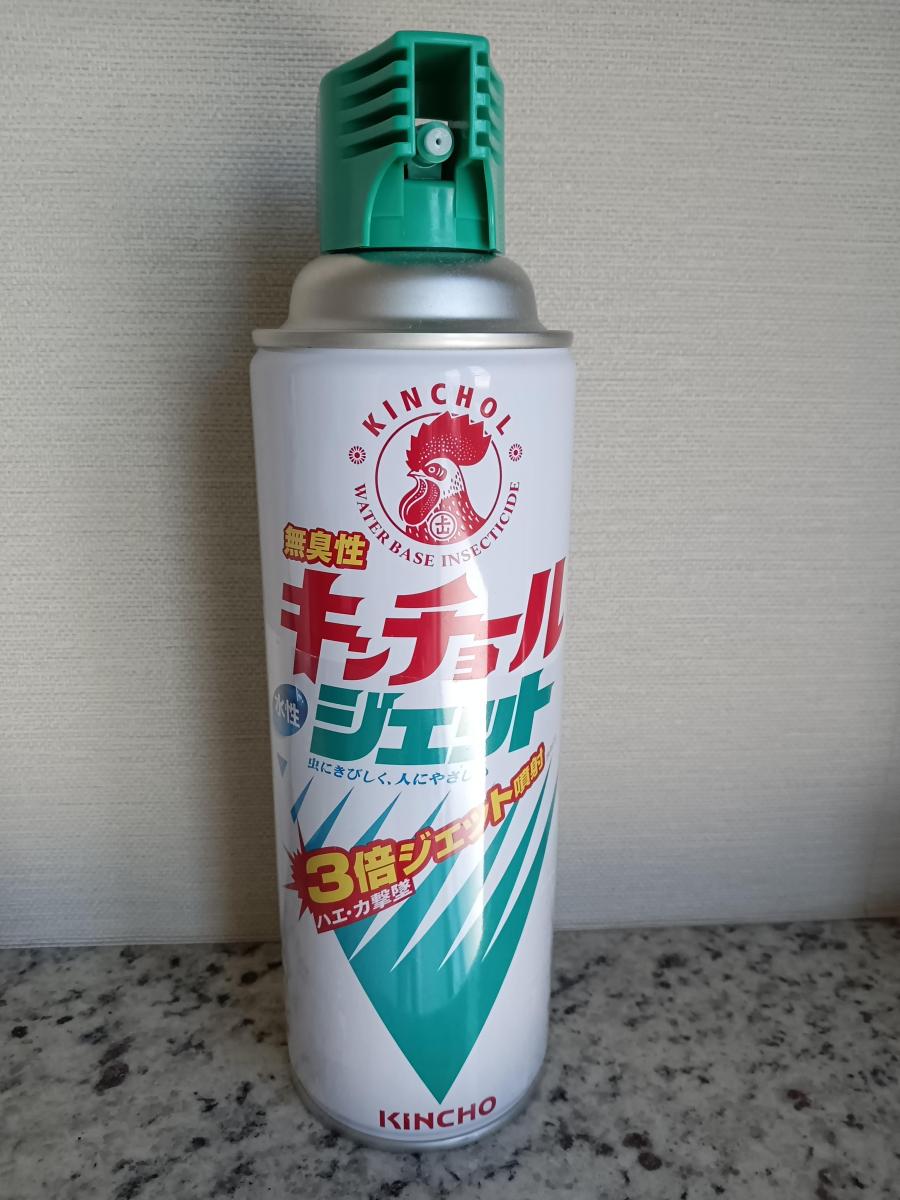 KINCHOL
WATER BASE INSECTICIDE
無臭性
キンチョール
水性
ジェット
虫にきびしく、人にやさしい
3倍ジェット噴射
ハエ・カ撃墜
KINCHO